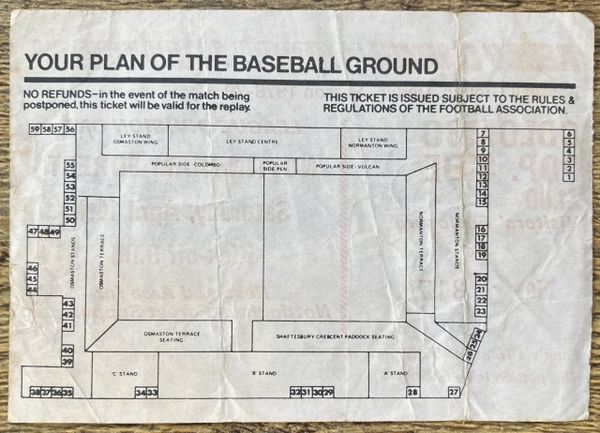 YOUR PLAN OF THE BASEBALL GROUND
NO REFUNDS-in the event of the match being
postponed, this ticket will be valid for the replay.
THIS TICKET IS ISSUED SUBJECT TO THE RULES &
REGULATIONS OF THE FOOTBALL ASSOCIATION.
59 58 57 56
LEY STAND
OSMASTON WING
LEY STAND CENTRE
LEY STAND
NORMANTON WING
7
8
9
10
11
12
13
14
15
6
5
4
3
2
1
POPULAR SIDE-COLOMBO
POPULAR
SIDE PEN
POPULAR SIDE-VULCAN
55
54
53
52
51
50
47 48 49
46
45
44
43
42
41
40
39
OSMASTON STANDS
OSMASTON TERRACE
NORMANTON TERRACE
NORMANTON STANDS
16
17
18
19
20
21
22
23
24
25
26
OSMASTON TERRACE
SEATING
SHAFTESBURY CRESCENT PADDOCK SEATING
'C' STAND
'B' STAND
'A' STAND
38 37 36 35
34 33
32 31 30 29
28
27